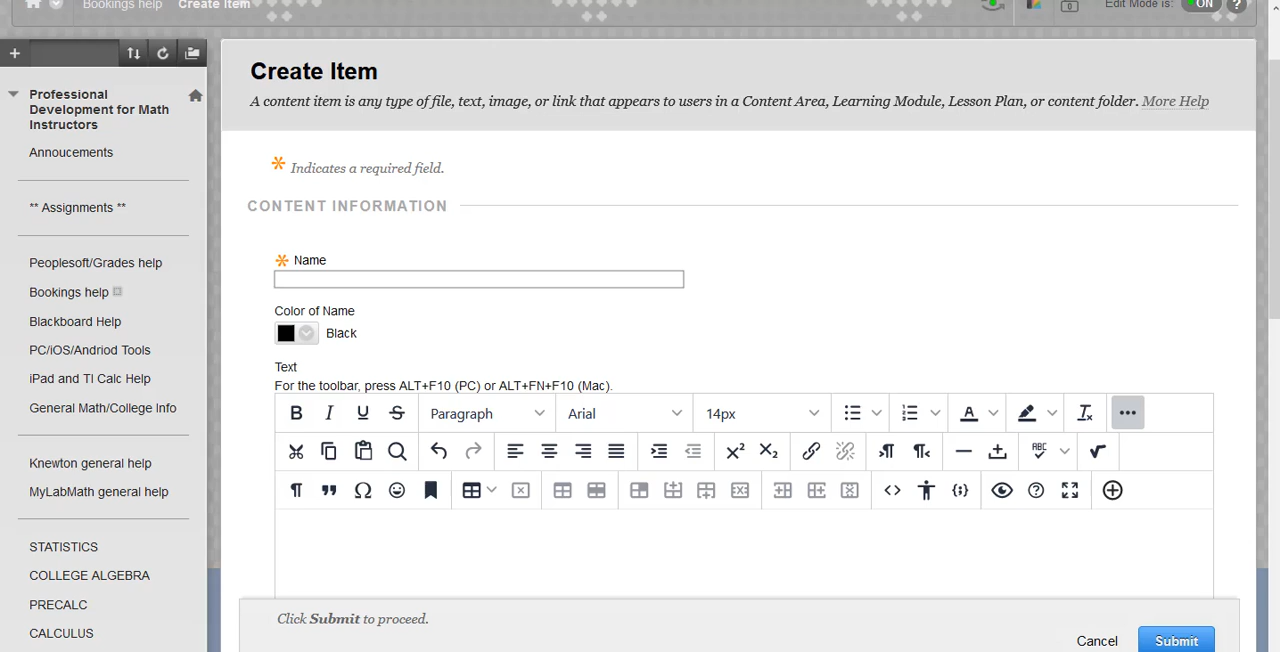 Bookings help Create Item Edit Mode is: ON ?
0
Create Item
A content item is any type of file, text, image, or link that appears to users in a Content Area, Learning Module, Lesson Plan, or content folder. More Help
Professional
Development for Math
Instructors
Annoucements
** Assignments **
Peoplesoft/Grades help
Bookings help
Blackboard Help
PC/iOS/Andriod Tools
iPad and TI Calc Help
General Math/College Info
Knewton general help
MyLabMath general help
STATISTICS
COLLEGE ALGEBRA
PRECALC
CALCULUS
* Indicates a required field.
CONTENT INFORMATION
* Name
Color of Name
Black
Text
For the toolbar, press ALT+F10 (PC) or ALT+FN+F10 (Mac).
B I U S Paragraph Arial 14px A
ABC
Click Submit to proceed.
Cancel Submit